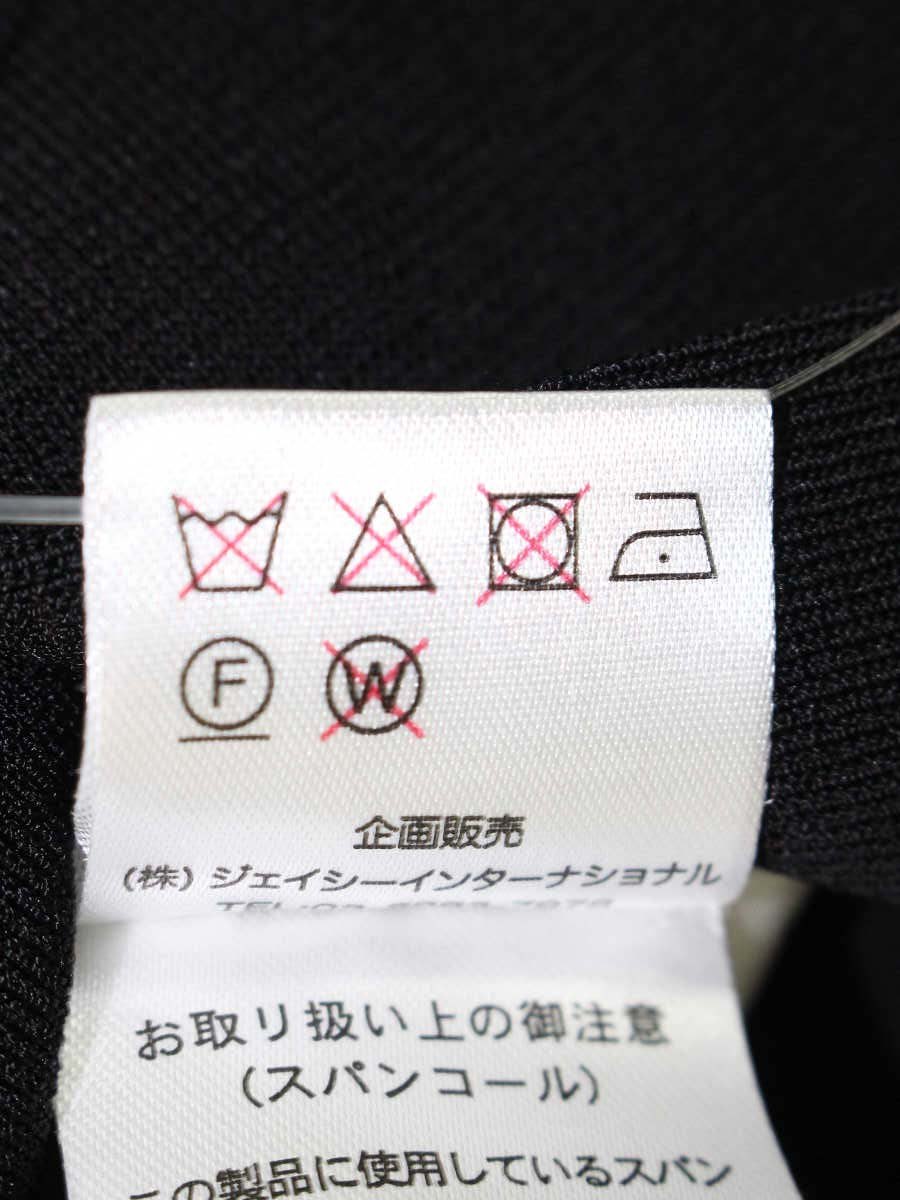 F W
企画販売
(株)ジェイシーインターナショナル
お取り扱い上の御注意
(スパンコール)
この製品に使用しているスパン